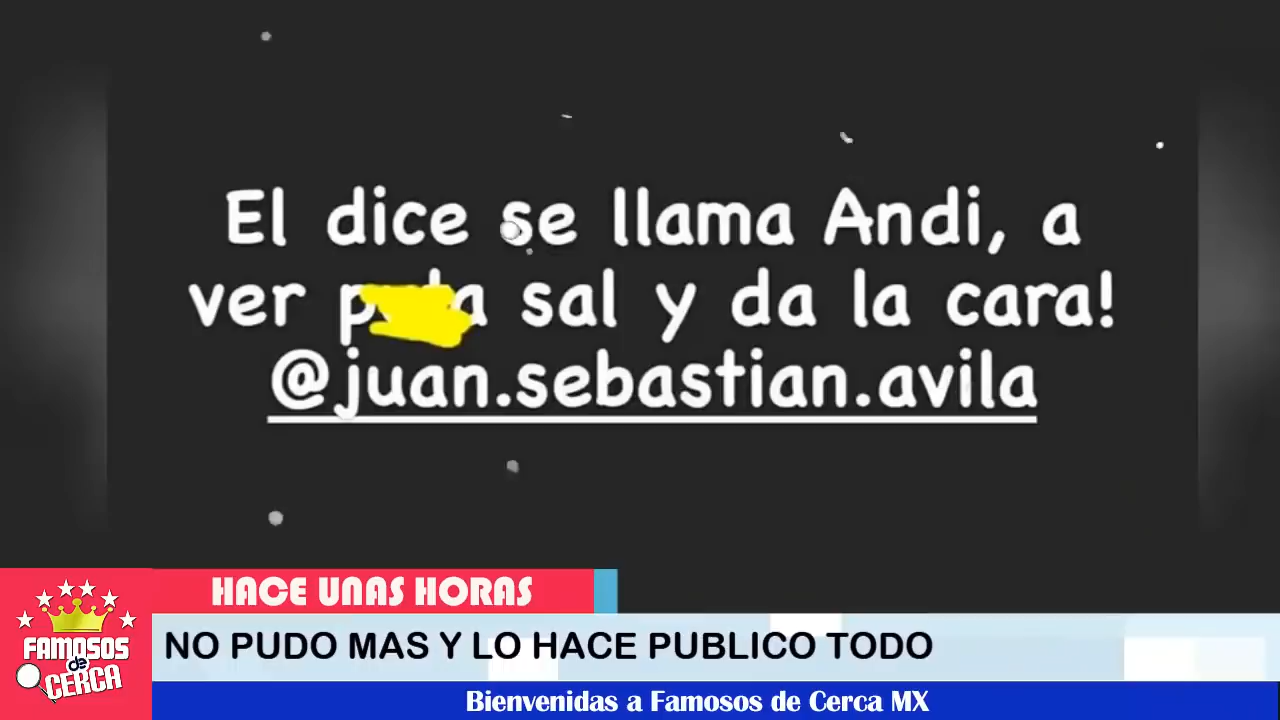 El dice se llama Andi, a
ver sal y da la cara!
@juan.sebastian.avila
HACE UNAS HORAS
NO PUDO MAS Y LO HACE PUBLICO TODO
FAMOSOS
de
CERCA
Bienvenidas a Famosos de Cerca MX